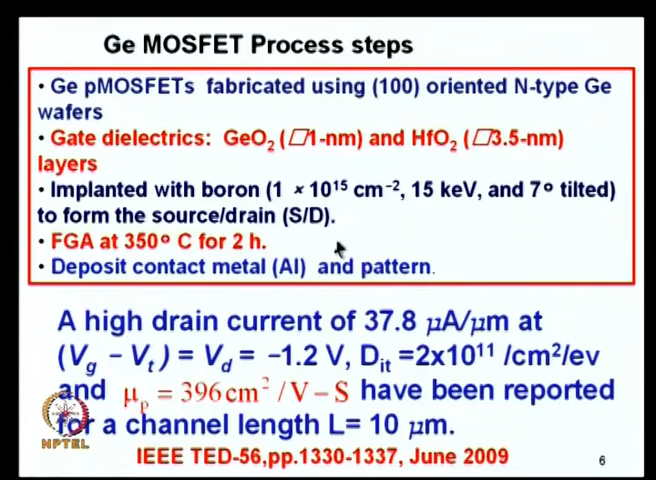 Ge MOSFET Process steps
• Ge pMOSFETs fabricated using (100) oriented N-type Ge
wafers
• Gate dielectrics: GeO₂ (□1-nm) and HfO₂ (□3.5-nm)
layers
• Implanted with boron (1 × 10¹⁵ cm⁻², 15 keV, and 7º tilted)
to form the source/drain (S/D).
• FGA at 350º C for 2 h.
• Deposit contact metal (Al) and pattern.
A high drain current of 37.8 μA/μm at
(Vg − Vt) = Vd = −1.2 V, Dit =2x10¹¹ /cm²/ev
and μp = 396 cm² / V − S have been reported
for a channel length L= 10 μm.
NPTEL
IEEE TED-56,pp.1330-1337, June 2009
6